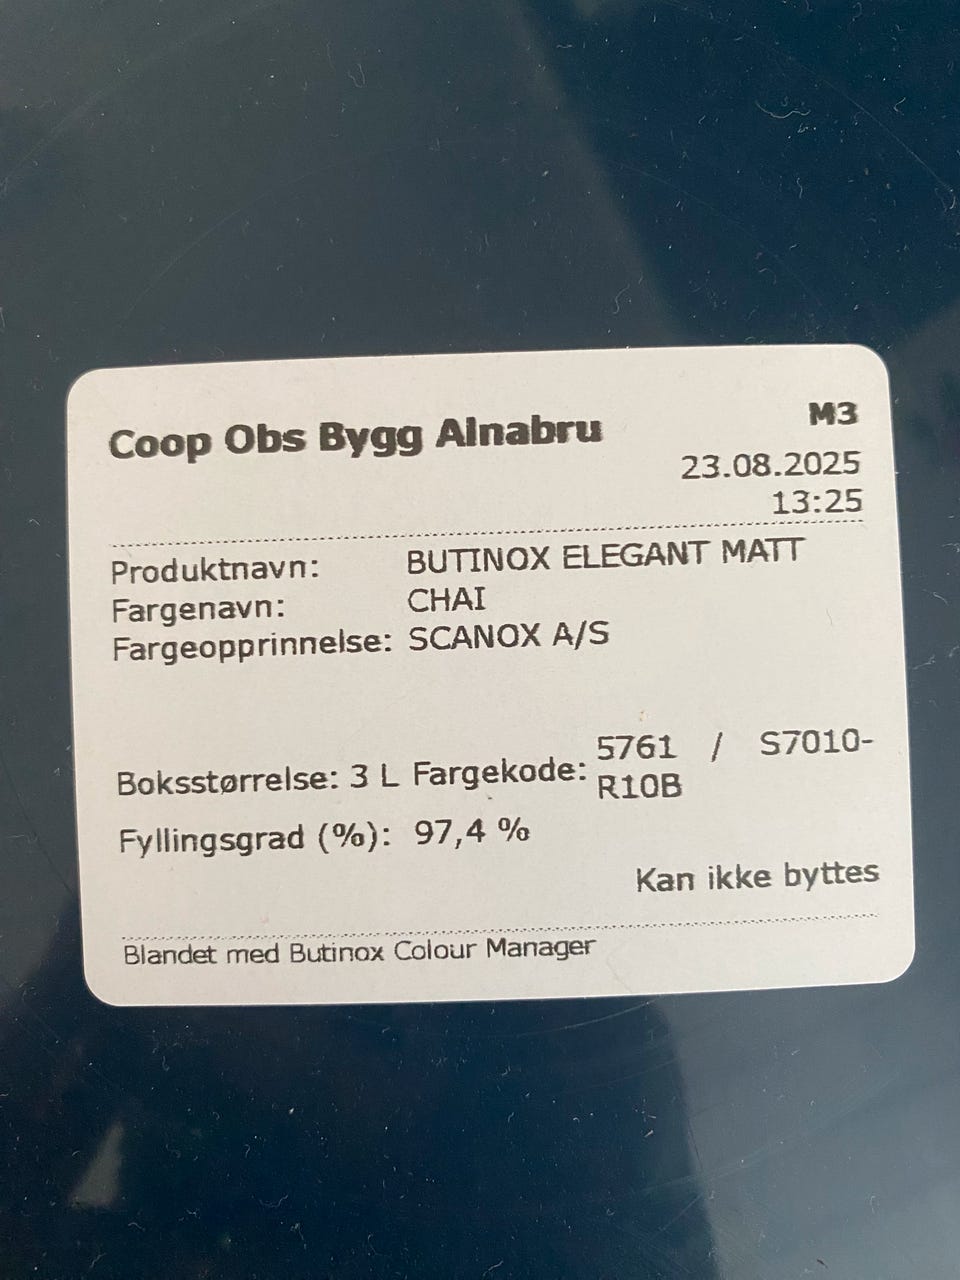 Coop Obs Bygg Alnabru
M3
23.08.2025
13:25
Produktnavn: BUTINOX ELEGANT MATT
Fargenavn: CHAI
Fargeopprinnelse: SCANOX A/S
Boksstørrelse: 3 L Fargekode: 5761 / S7010-
R10B
Fyllingsgrad (%): 97,4 %
Kan ikke byttes
Blandet med Butinox Colour Manager